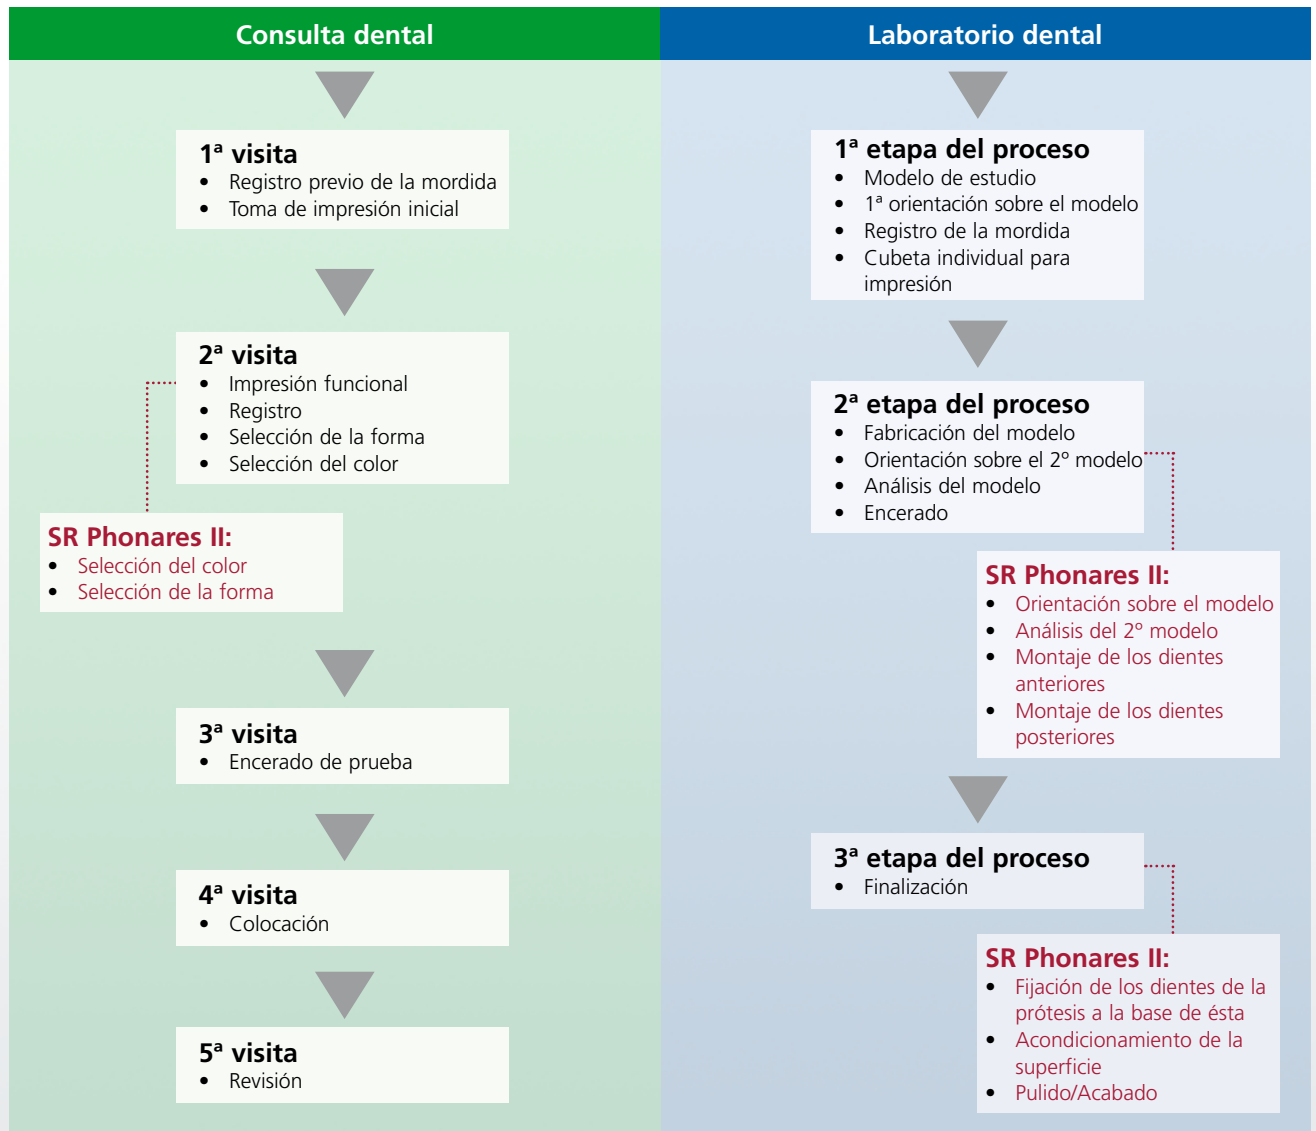 Consulta dental
1ª visita
• Registro previo de la mordida
• Toma de impresión inicial
2ª visita
• Impresión funcional
• Registro
• Selección de la forma
• Selección del color
SR Phonares II:
• Selección del color
• Selección de la forma
3ª visita
• Encerado de prueba
4ª visita
• Colocación
5ª visita
• Revisión
Laboratorio dental
1ª etapa del proceso
• Modelo de estudio
• 1ª orientación sobre el modelo
• Registro de la mordida
• Cubeta individual para
impresión
2ª etapa del proceso
• Fabricación del modelo
• Orientación sobre el 2º modelo
• Análisis del modelo
• Encerado
SR Phonares II:
• Orientación sobre el modelo
• Análisis del 2º modelo
• Montaje de los dientes
anteriores
• Montaje de los dientes
posteriores
3ª etapa del proceso
• Finalización
SR Phonares II:
• Fijación de los dientes de la
prótesis a la base de ésta
• Acondicionamiento de la
superficie
• Pulido/Acabado